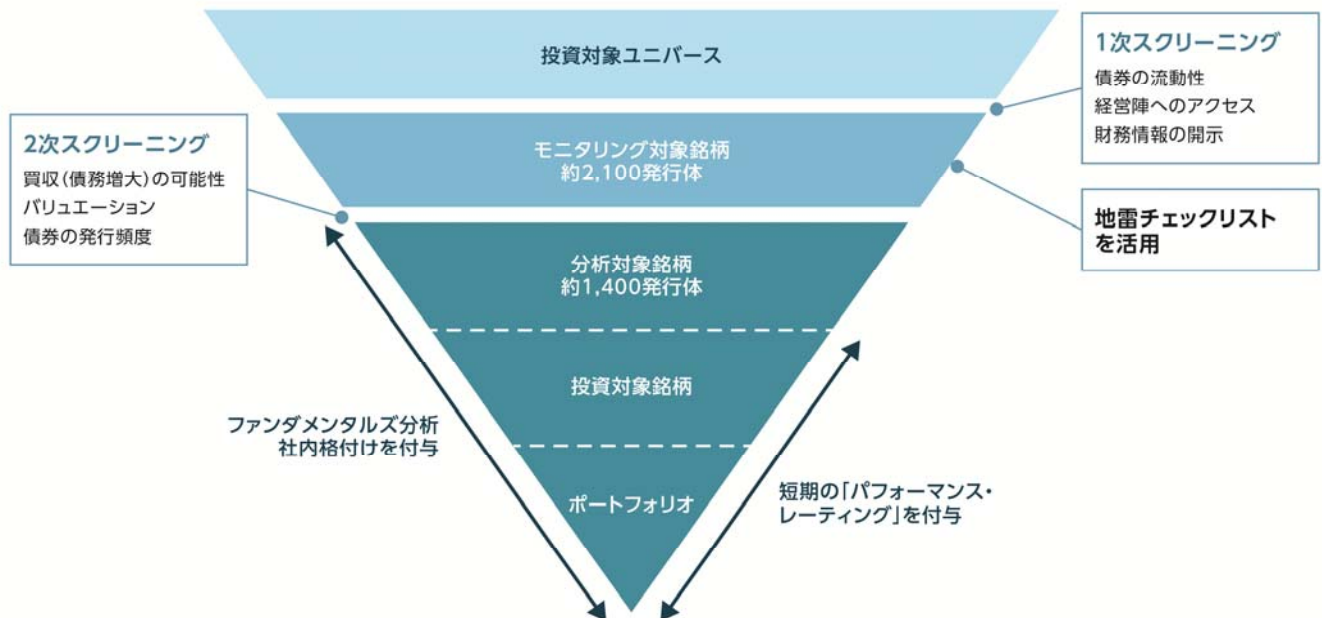 投資対象ユニバース
1次スクリーニング
債券の流動性
経営陣へのアクセス
財務情報の開示
モニタリング対象銘柄
約2,100発行体
2次スクリーニング
買収(債務増大)の可能性
バリュエーション
債券の発行頻度
地雷チェックリスト
を活用
分析対象銘柄
約1,400発行体
投資対象銘柄
ファンダメンタルズ分析
社内格付けを付与
ポートフォリオ
短期の「パフォーマンス・
レーティング」を付与